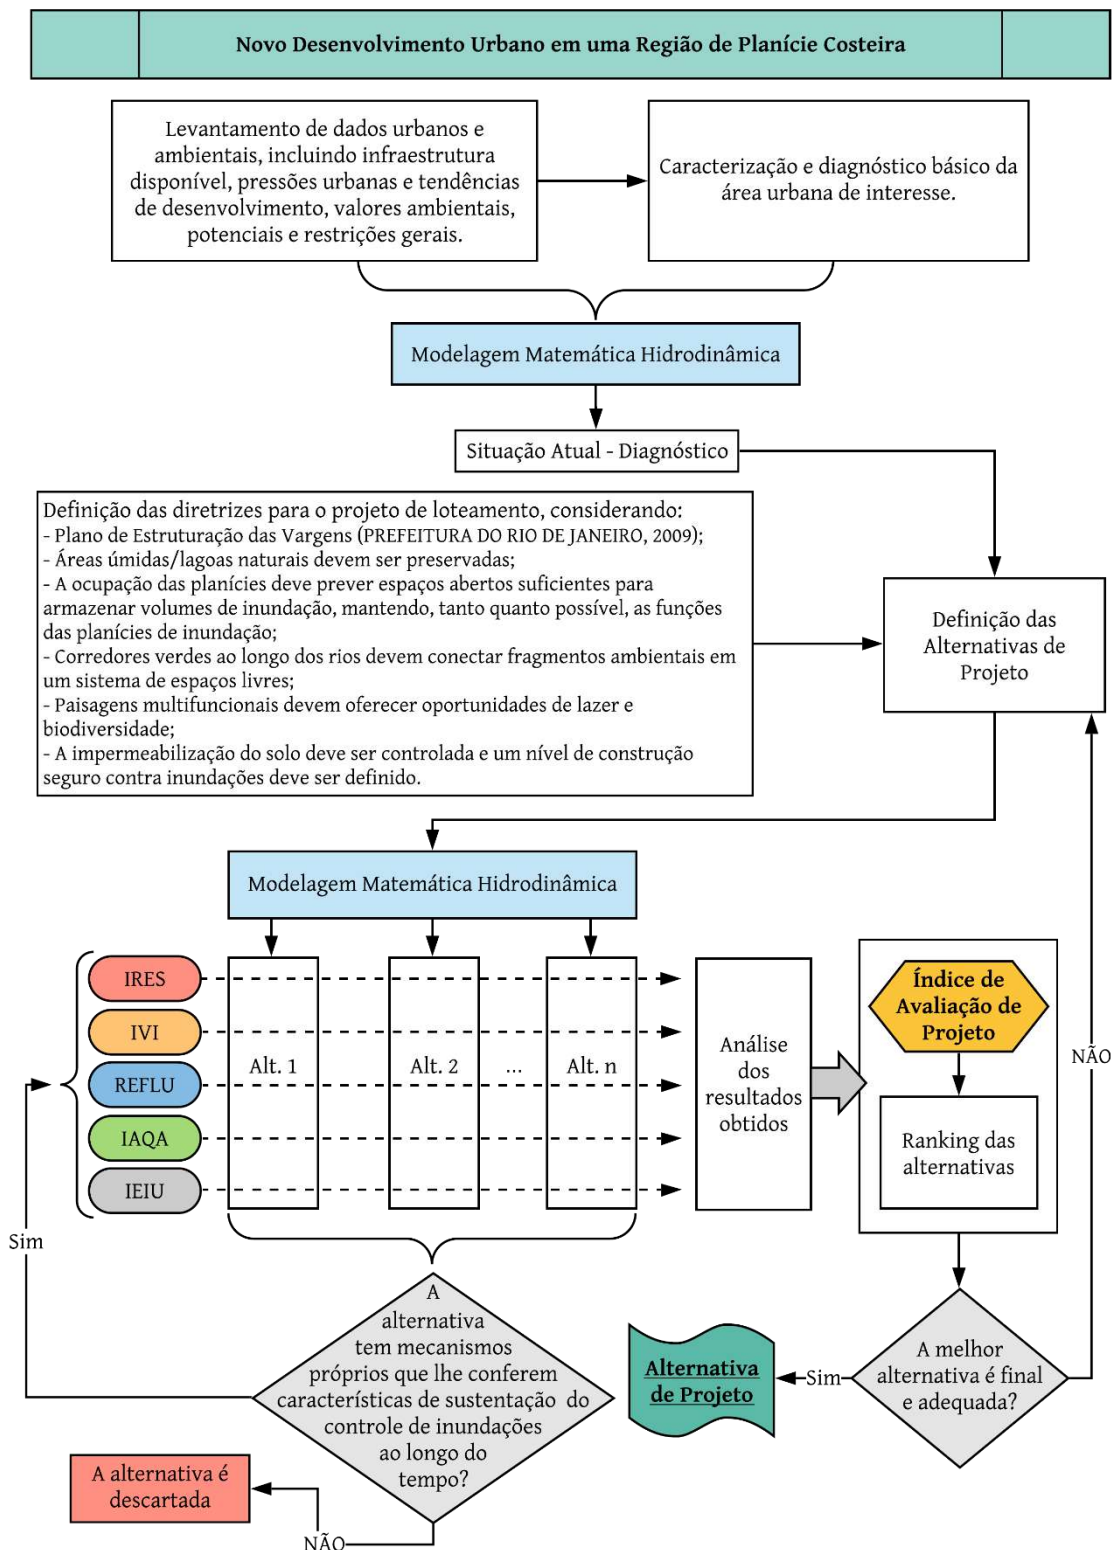 Novo Desenvolvimento Urbano em uma Região de Planície Costeira
Levantamento de dados urbanos e
ambientais, incluindo infraestrutura
disponível, pressões urbanas e tendências
de desenvolvimento, valores ambientais,
potenciais e restrições gerais.
Caracterização e diagnóstico básico da
área urbana de interesse.
Modelagem Matemática Hidrodinâmica
Situação Atual - Diagnóstico
Definição das diretrizes para o projeto de loteamento, considerando:
- Plano de Estruturação das Vargens (PREFEITURA DO RIO DE JANEIRO, 2009);
- Áreas úmidas/lagoas naturais devem ser preservadas;
- A ocupação das planícies deve prever espaços abertos suficientes para
armazenar volumes de inundação, mantendo, tanto quanto possível, as funções
das planícies de inundação;
- Corredores verdes ao longo dos rios devem conectar fragmentos ambientais em
um sistema de espaços livres;
- Paisagens multifuncionais devem oferecer oportunidades de lazer e
biodiversidade;
- A impermeabilização do solo deve ser controlada e um nível de construção
seguro contra inundações deve ser definido.
Definição das
Alternativas de
Projeto
Modelagem Matemática Hidrodinâmica
IRES
IVI
REFLU
IAQA
IEIU
Alt. 1
Alt. 2
...
Alt. n
Análise
dos
resultados
obtidos
Índice de
Avaliação de
Projeto
Ranking das
alternativas
NÃO
Sim
A
alternativa
tem mecanismos
próprios que lhe conferem
características de sustentação do
controle de inundações
ao longo do
tempo?
Alternativa
de Projeto
Sim
A melhor
alternativa é final
e adequada?
A alternativa é
descartada
NÃO